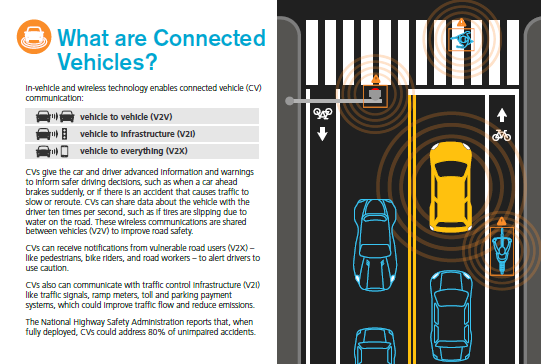 What are Connected
Vehicles?
In-vehicle and wireless technology enables connected vehicle (CV)
communication:
vehicle to vehicle (V2V)
vehicle to infrastructure (V2I)
vehicle to everything (V2X)
CVs give the car and driver advanced information and warnings
to inform safer driving decisions, such as when a car ahead
brakes suddenly, or if there is an accident that causes traffic to
slow or reroute. CVs can share data about the vehicle with the
driver ten times per second, such as if tires are slipping due to
water on the road. These wireless communications are shared
between vehicles (V2V) to improve road safety.
CVs can receive notifications from vulnerable road users (V2X) –
like pedestrians, bike riders, and road workers – to alert drivers to
use caution.
CVs also can communicate with traffic control infrastructure (V2I)
like traffic signals, ramp meters, toll and parking payment
systems, which could improve traffic flow and reduce emissions.
The National Highway Safety Administration reports that, when
fully deployed, CVs could address 80% of unimpaired accidents.